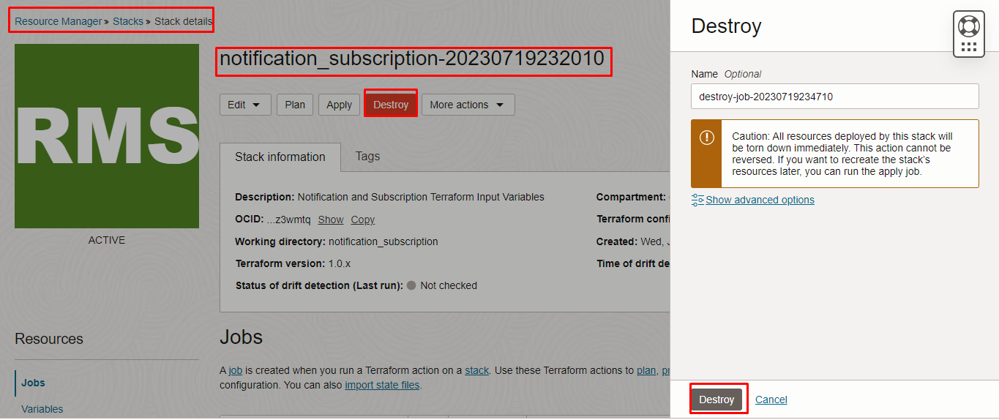 Resource Manager » Stacks » Stack details
RMS
ACTIVE
notification_subscription-20230719232010
Edit Plan Apply Destroy More actions
Stack information Tags
Description: Notification and Subscription Terraform Input Variables
OCID: ...z3wmtq Show Copy
Working directory: notification_subscription
Terraform version: 1.0.x
Status of drift detection (Last run): Not checked
Compartment:
Terraform confi
Created: Wed, J
Time of drift de
Resources
Jobs
Variables
Jobs
A job is created when you run a Terraform action on a stack. Use these Terraform actions to plan, pr
configuration. You can also import state files.
Destroy
Name Optional
destroy-job-20230719234710
Caution: All resources deployed by this stack will
be torn down immediately. This action cannot be
reversed. If you want to recreate the stack's
resources later, you can run the apply job.
Show advanced options
Destroy Cancel